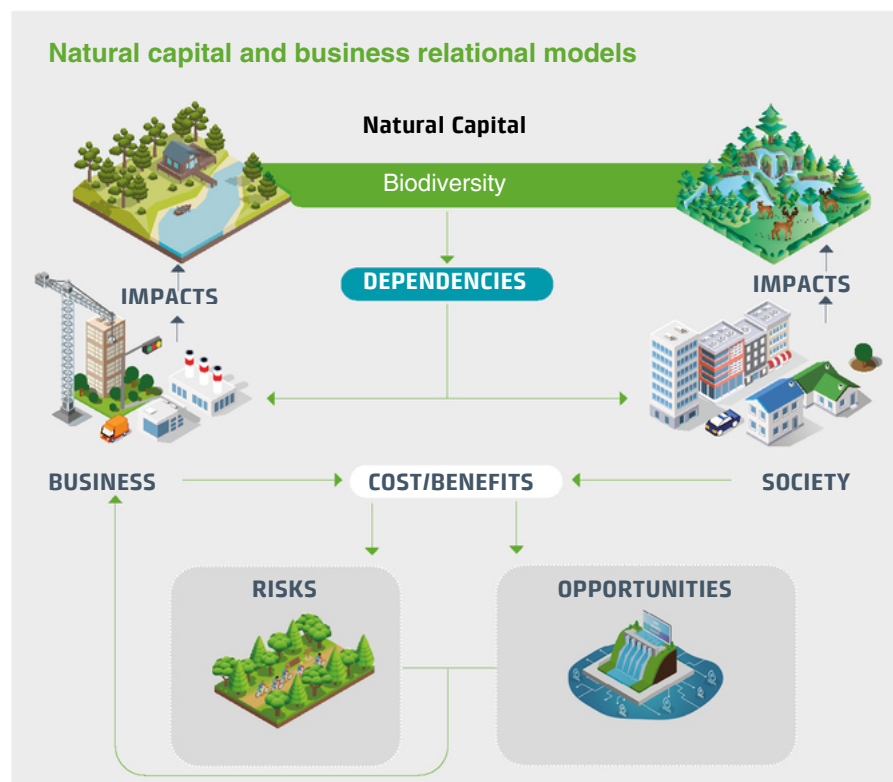 Natural capital and business relational models
Natural Capital
Biodiversity
DEPENDENCIES
IMPACTS
IMPACTS
BUSINESS
COST/BENEFITS
SOCIETY
RISKS
OPPORTUNITIES